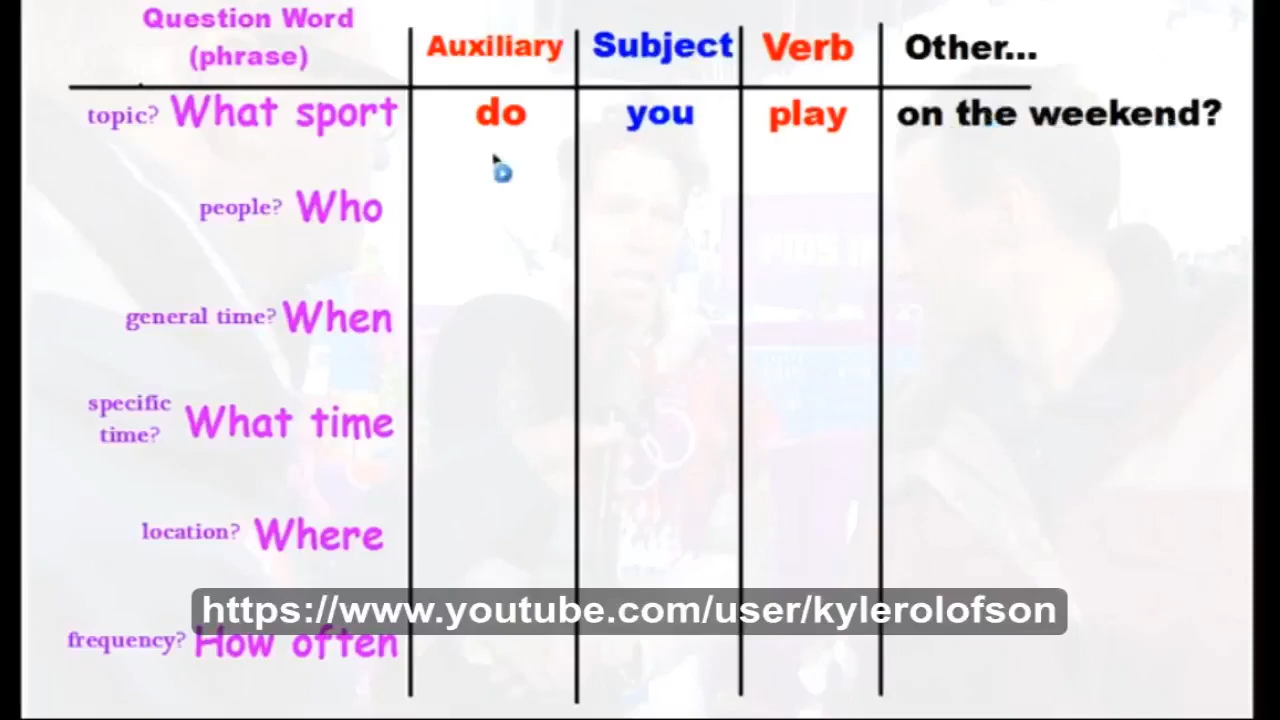 Question Word
(phrase)
Auxiliary Subject Verb Other...
topic? What sport do you play on the weekend?
people? Who
general time? When
specific
time? What time
location? Where
https://www.youtube.com/user/kylerolofson
frequency? How often